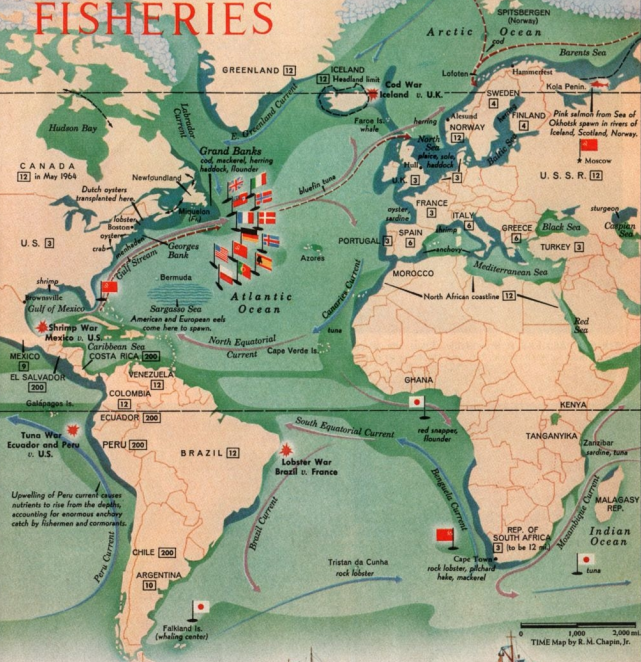 FISHERIES
SPITSBERGEN
(Norway)
Arctic Ocean
cod
Barents Sea
GREENLAND 12
ICELAND
12 Headland limit
Cod War
Iceland v. U.K.
Lofoten
Hammerfest
Kola Penin.
SWEDEN
4
FINLAND
4
Pink salmon from Sea of
Okhotsk spawn in rivers of
Iceland, Scotland, Norway.
Moscow
U.S.S.R. 12
Labrador
Current
E. Greenland Current
Faroe Is.
whale
herring
Alesund
NORWAY
12
herring
Baltic Sea
North
Sea
plaice, sole,
haddock
Hull
U.K. 3
3
Hudson Bay
Grand Banks
cod, mackerel, herring
haddock, flounder
CANADA
12 in May 1964
Newfoundland
Dutch oysters
transplanted here.
Miquelon
(Fr.)
bluefin tuna
lobster
Boston
oyster
crab
menhaden
Georges
Bank
U.S. 3
Gulf Stream
oyster
sardine
FRANCE
3
ITALY
6
PORTUGAL
SPAIN
6
shrimp
anchovy
GREECE
6
Black Sea
TURKEY 3
sturgeon
Caspian
Sea
Azores
Bermuda
MOROCCO
Mediterranean Sea
North African coastline 12
Red
Sea
Atlantic
Ocean
Canaries Current
tuna
shrimp
Brownsville
Gulf of Mexico
Sargasso Sea
American and European eels
come here to spawn.
Shrimp War
Mexico v. U.S.
Caribbean Sea
North Equatorial
Current
Cape Verde Is.
MEXICO
9
COSTA RICA 200
EL SALVADOR
200
VENEZUELA
12
COLOMBIA
12
Galápagos Is.
ECUADOR 200
Tuna War
Ecuador and Peru
v. U.S.
PERU 200
BRAZIL 12
Lobster War
Brazil v. France
South Equatorial Current
GHANA
red snapper,
flounder
KENYA
TANGANYIKA
Zanzibar
sardine, tuna
Upwelling of Peru current causes
nutrients to rise from the depths,
accounting for enormous anchovy
catch by fishermen and cormorants.
Peru Current
Brazil Current
Benguela Current
Mozambique Current
MALAGASY
REP.
Indian
Ocean
CHILE 200
ARGENTINA
10
Tristan da Cunha
rock lobster
REP. OF
SOUTH AFRICA
3 (to be 12 mi.)
Cape Town
rock lobster, pilchard
hake, mackerel
tuna
Falkland Is.
(whaling center)
0 1,000 2,000 mi.
TIME Map by R. M. Chapin, Jr.